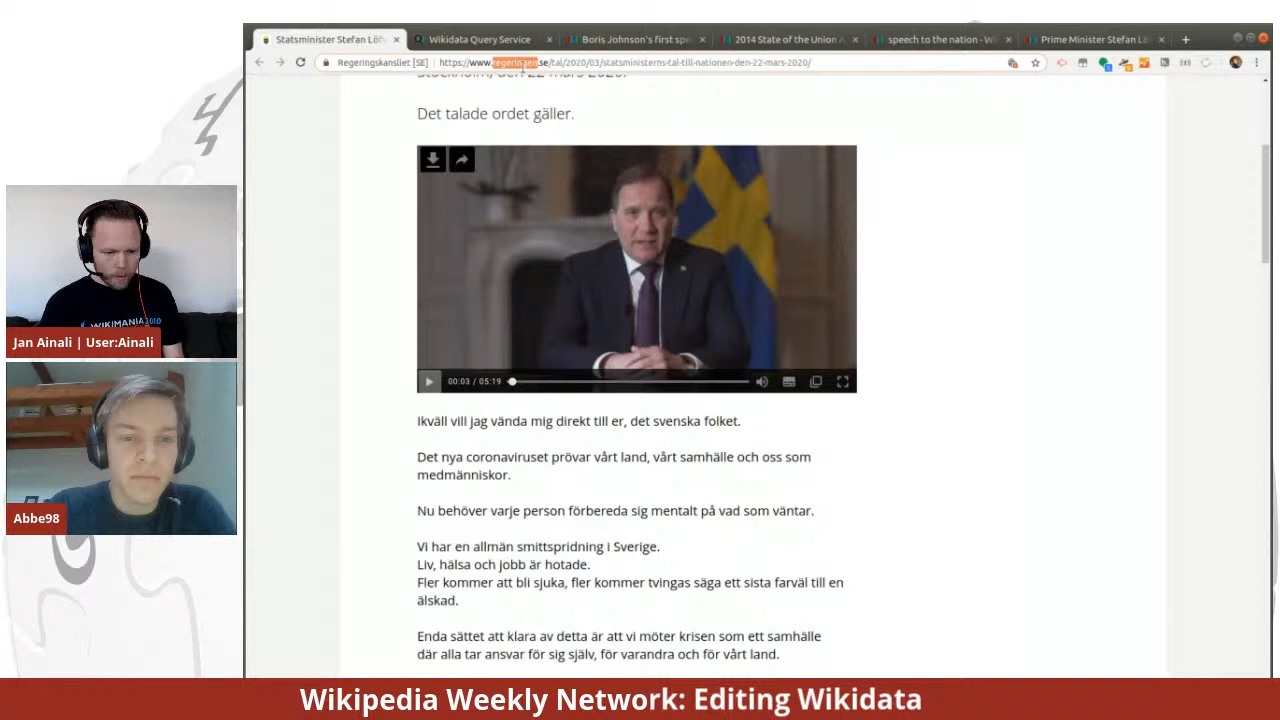 Statsminister Stefan Löf
Wikidata Query Service
Boris Johnson's first spe
2014 State of the Union A
speech to the nation - Wi
Prime Minister Stefan Lö
Regeringskansliet [SE]
https://www.regeringen.se/tal/2020/03/statsministerns-tal-till-nationen-den-22-mars-2020/
Stockholm, den 22 mars 2020.
Det talade ordet gäller.
00:03 / 05:19
Ikväll vill jag vända mig direkt till er, det svenska folket.
Det nya coronaviruset prövar vårt land, vårt samhälle och oss som
medmänniskor.
Nu behöver varje person förbereda sig mentalt på vad som väntar.
Vi har en allmän smittspridning i Sverige.
Liv, hälsa och jobb är hotade.
Fler kommer att bli sjuka, fler kommer tvingas säga ett sista farväl till en
älskad.
Enda sättet att klara av detta är att vi möter krisen som ett samhälle
där alla tar ansvar för sig själv, för varandra och för vårt land.
WIKIMANIA
Jan Ainali | User:Ainali
Abbe98
Wikipedia Weekly Network: Editing Wikidata